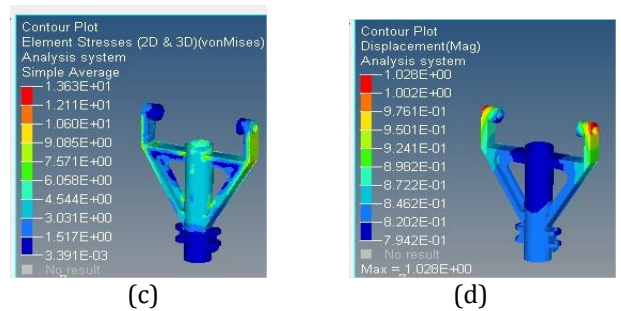 Contour Plot
Element Stresses (2D & 3D)(vonMises)
Analysis system
Simple Average
1.363E+01
1.211E+01
1.060E+01
9.085E+00
7.571E+00
6.058E+00
4.544E+00
3.031E+00
1.517E+00
3.391E-03
No result
(c)
Contour Plot
Displacement(Mag)
Analysis system
1.028E+00
1.002E+00
9.761E-01
9.501E-01
9.241E-01
8.982E-01
8.722E-01
8.462E-01
8.202E-01
7.942E-01
No result
Max = 1.028E+00
(d)